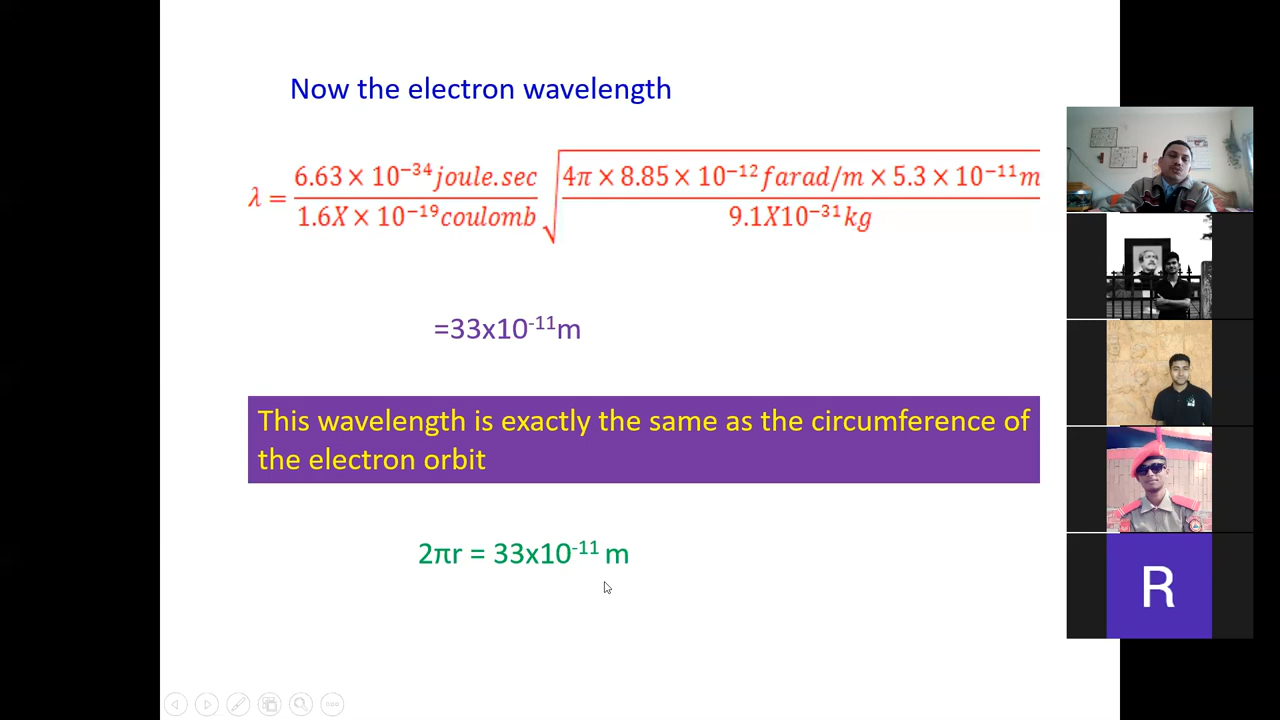 Now the electron wavelength
λ = 6.63 × 10⁻³⁴ joule.sec / 1.6X × 10⁻¹⁹ coulomb √(4π × 8.85 × 10⁻¹² farad/m × 5.3 × 10⁻¹¹ m / 9.1X10⁻³¹ kg)
=33x10⁻¹¹m
This wavelength is exactly the same as the circumference of
the electron orbit
2πr = 33x10⁻¹¹ m
R